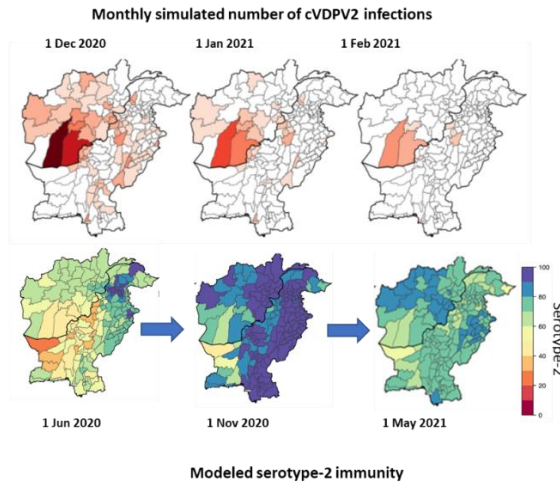 Monthly simulated number of cVDPV2 infections
1 Dec 2020
1 Jan 2021
1 Feb 2021
100
80
60
40
20
0
Serotype-2
1 Jun 2020
1 Nov 2020
1 May 2021
Modeled serotype-2 immunity